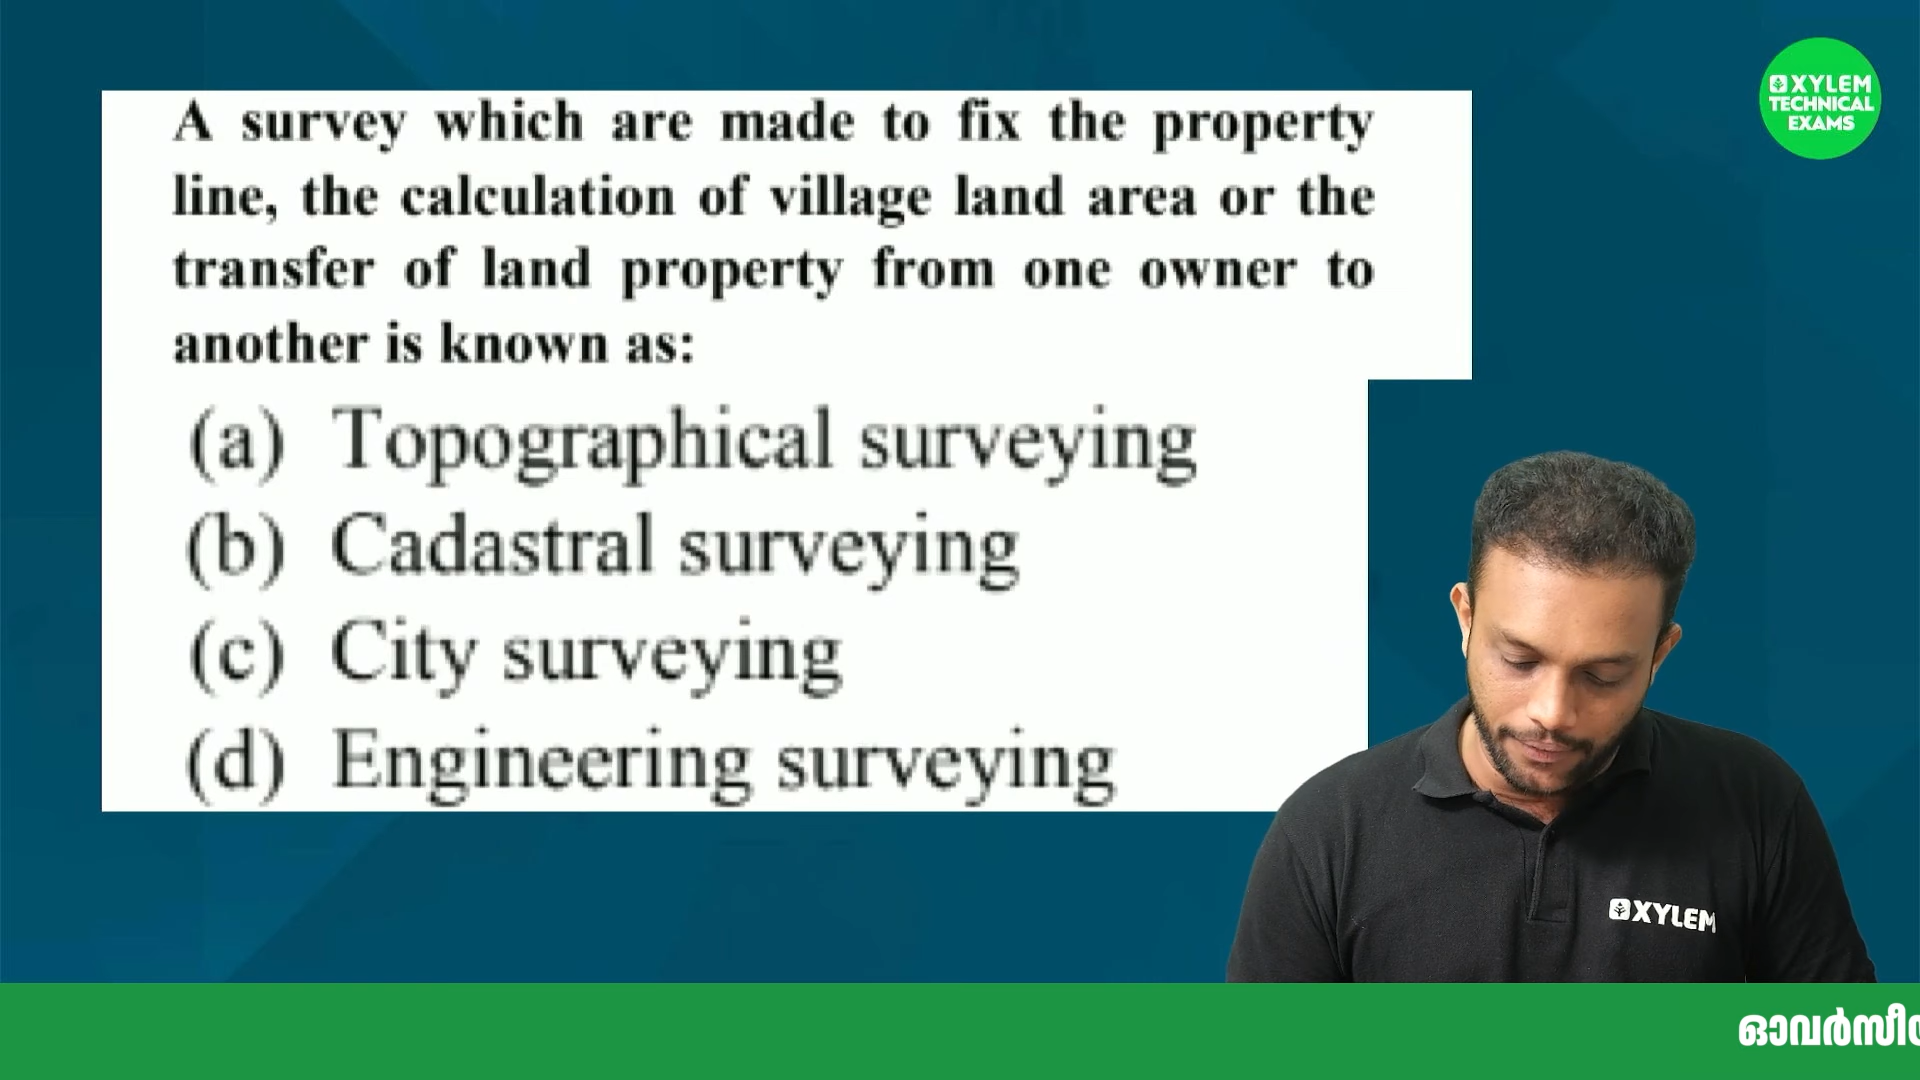 A survey which are made to fix the property
line, the calculation of village land area or the
transfer of land property from one owner to
another is known as:
(a) Topographical surveying
(b) Cadastral surveying
(c) City surveying
(d) Engineering surveying
XYLEM
TECHNICAL
EXAMS
XYLEM